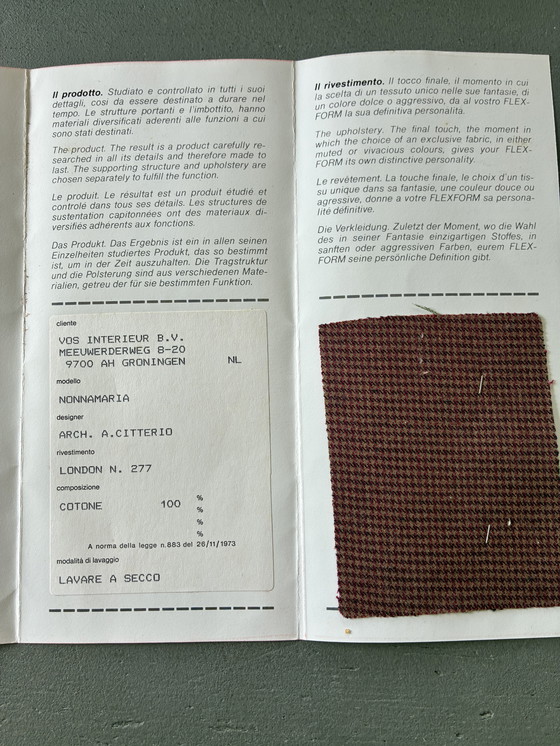 Il prodotto. Studiato e controllato in tutti i suoi
dettagli, cosi da essere destinato a durare nel
tempo. Le strutture portanti e l'imbottito, hanno
materiali diversificati aderenti alle funzioni a cui
sono stati destinati.
The product. The result is a product carefully re-
searched in all its details and therefore made to
last. The supporting structure and upholstery are
chosen separately to fulfill the function.
Le produit. Le résultat est un produit étudié et
controlé dans tous ses détails. Les structures de
sustentation capitonnées ont des materiaux di-
versifiés adhérents aux fonctions.
Das Produkt. Das Ergebnis ist ein in allen seinen
Einzelheiten studiertes Produkt, das so bestimmt
ist, um in der Zeit auszuhalten. Die Tragstruktur
und die Polsterung sind aus verschiedenen Mate-
rialien, getreu der für sie bestimmten Funktion.
cliente
VOS INTERIEUR B.V.
MEEUWERDERWEG 8-20
9700 AH GRONINGEN NL
modello
NONNAMARIA
designer
ARCH. A.CITTERIO
rivestimento
LONDON N. 277
composizione
COTONE 100 %
%
%
%
A norma della legge n.883 del 26/11/1973
modalità di lavaggio
LAVARE A SECCO
Il rivestimento. Il tocco finale, il momento in cui
la scelta di un tessuto unico nelle sue fantasie, di
un colore dolce o aggressivo, da al vostro FLEX-
FORM la sua definitiva personalita.
The upholstery. The final touch, the moment in
which the choice of an exclusive fabric, in either
muted or vivacious colours, gives your FLEX-
FORM its own distinctive personality.
Le revétement. La touche finale, le choix d'un tis-
su unique dans sa fantasie, une couleur douce ou
agressive, donne a votre FLEXFORM sa persona-
lité définitive.
Die Verkleidung. Zuletzt der Moment, wo die Wahl
des in seiner Fantasie einzigartigen Stoffes, in
sanften oder aggressiven Farben, eurem FLEX-
FORM seine persönliche Definition gibt.